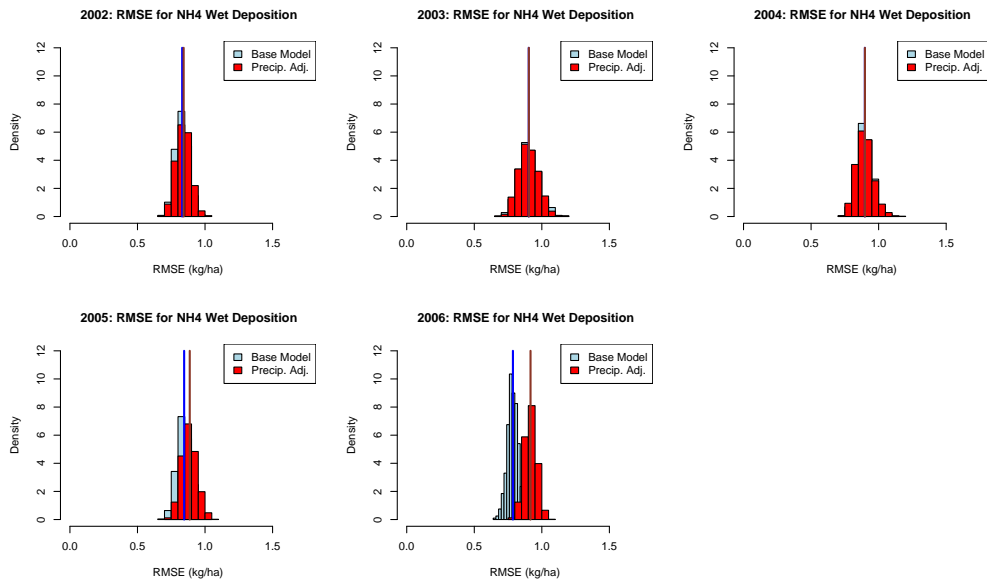 2002: RMSE for NH4 Wet Deposition
Density
0 2 4 6 8 10 12
Base Model
Precip. Adj.
0.0 0.5 1.0 1.5
RMSE (kg/ha)
2003: RMSE for NH4 Wet Deposition
Density
0 2 4 6 8 10 12
Base Model
Precip. Adj.
0.0 0.5 1.0 1.5
RMSE (kg/ha)
2004: RMSE for NH4 Wet Deposition
Density
0 2 4 6 8 10 12
Base Model
Precip. Adj.
0.0 0.5 1.0 1.5
RMSE (kg/ha)
2005: RMSE for NH4 Wet Deposition
Density
0 2 4 6 8 10 12
Base Model
Precip. Adj.
0.0 0.5 1.0 1.5
RMSE (kg/ha)
2006: RMSE for NH4 Wet Deposition
Density
0 2 4 6 8 10 12
Base Model
Precip. Adj.
0.0 0.5 1.0 1.5
RMSE (kg/ha)